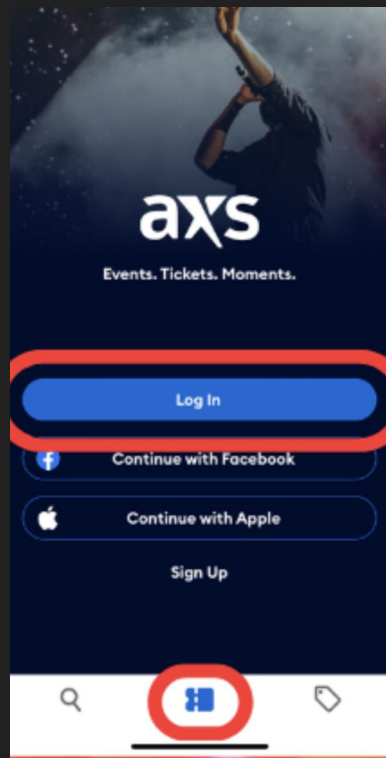 axs
Events. Tickets. Moments.
Log In
Continue with Facebook
Continue with Apple
Sign Up